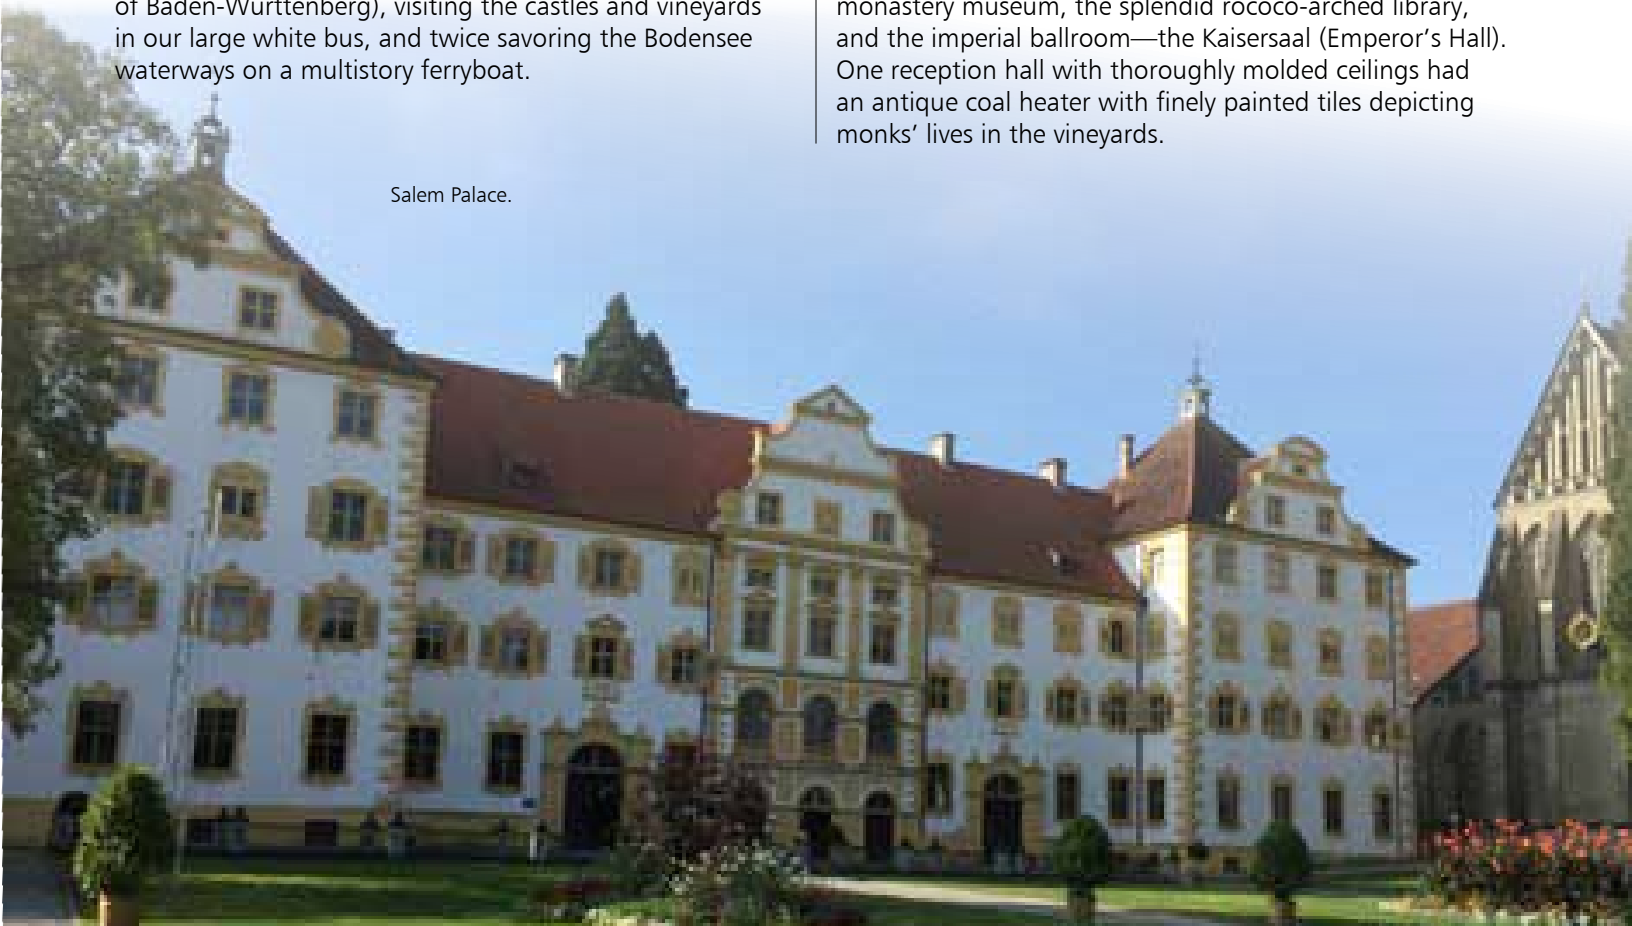 of Baden-Württenberg), visiting the castles and vineyards
in our large white bus, and twice savoring the Bodensee
waterways on a multistory ferryboat.
monastery museum, the splendid rococo-arched library,
and the imperial ballroom—the Kaisersaal (Emperor’s Hall).
One reception hall with thoroughly molded ceilings had
an antique coal heater with finely painted tiles depicting
monks’ lives in the vineyards.
Salem Palace.